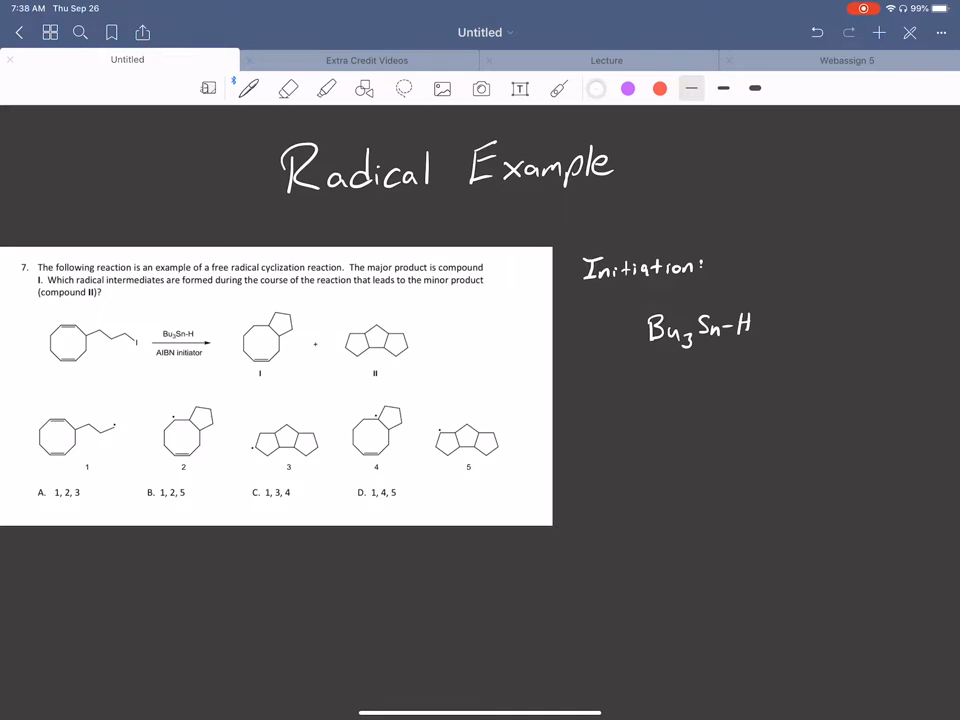 7:38 AM Thu Sep 26
99%
Untitled
Untitled
Extra Credit Videos
Lecture
Webassign 5
Radical Example
7. The following reaction is an example of a free radical cyclization reaction. The major product is compound
I. Which radical intermediates are formed during the course of the reaction that leads to the minor product
(compound II)?
Bu3Sn-H
AIBN initiator
I
+
I
II
1
2
3
4
5
A. 1, 2, 3
B. 1, 2, 5
C. 1, 3, 4
D. 1, 4, 5
Initiation:
Bu3Sn-H